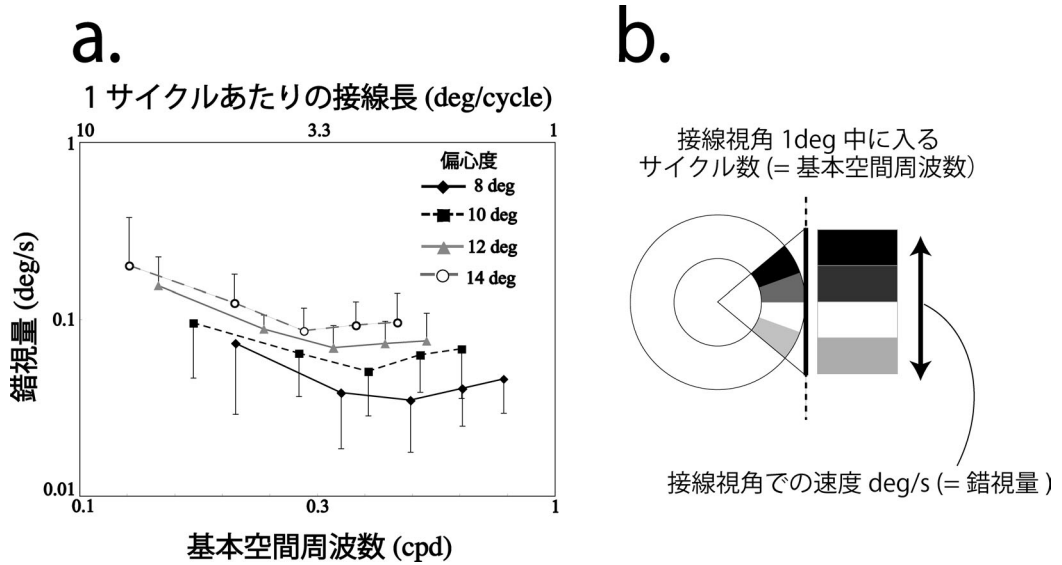 a.
1 サイクルあたりの接線長 (deg/cycle)
10
3.3
1
1
0.1
0.01
錯視量 (deg/s)
偏心度
8 deg
10 deg
12 deg
14 deg
0.1
0.3
1
基本空間周波数 (cpd)
b.
接線視角 1deg 中に入る
サイクル数 (= 基本空間周波数)
接線視角での速度 deg/s (= 錯視量 )